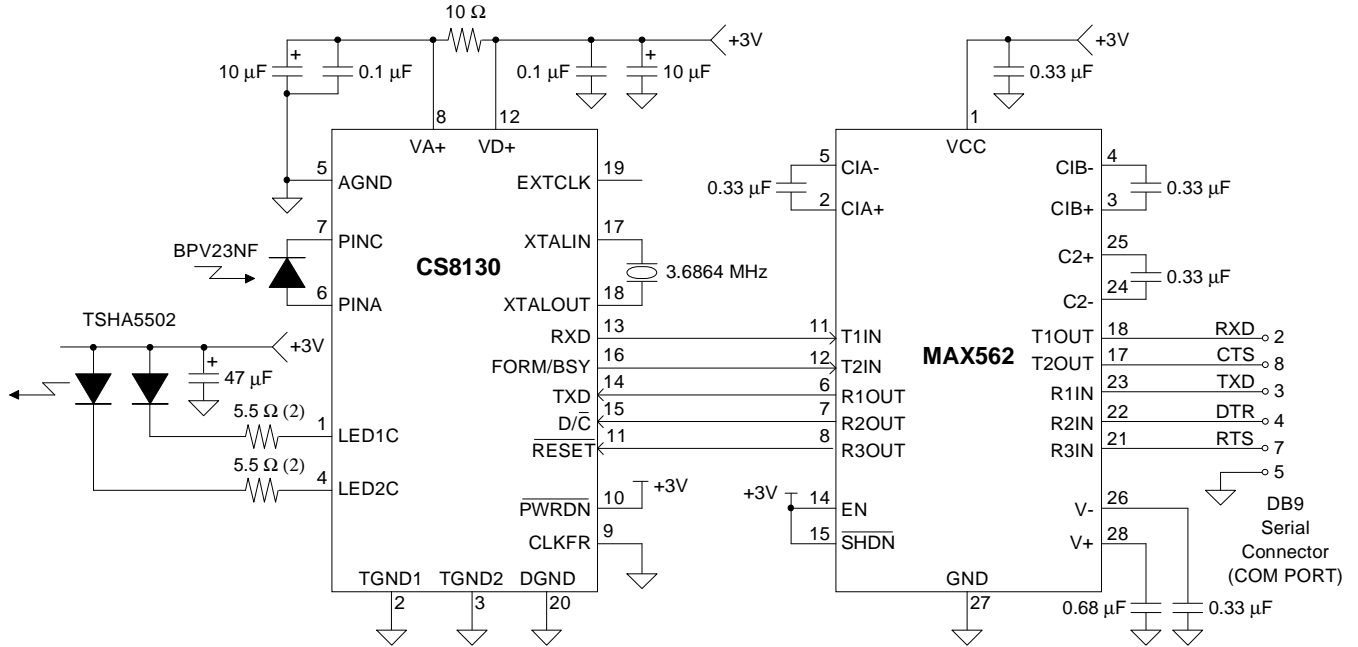 10 Ω
+3V
+3V
10 µF
+
0.1 µF
0.1 µF
+
10 µF
0.33 µF
8
12
1
VA+
VD+
VCC
5
AGND
EXTCLK
19
5
CIA-
CIB-
4
0.33 µF
0.33 µF
2
CIA+
CIB+
3
7
PINC
XTALIN
17
BPV23NF
CS8130
3.6864 MHz
C2+
25
0.33 µF
6
PINA
XTALOUT
18
C2-
24
TSHA5502
RXD
13
11
T1IN
T1OUT
18
RXD
2
+3V
MAX562
FORM/BSY
16
12
T2IN
T2OUT
17
CTS
8
+
47 µF
TXD
14
6
R1OUT
R1IN
23
TXD
3
5.5 Ω (2)
D/C̅
15
7
R2OUT
R2IN
22
DTR
4
1
LED1C
RESET
11
8
R3OUT
R3IN
21
RTS
7
5.5 Ω (2)
5
4
LED2C
+3V
+3V
PWRDN
10
14
EN
V-
26
DB9
Serial
Connector
(COM PORT)
CLKFR
9
15
SHDN
V+
28
TGND1
TGND2
DGND
GND
2
3
20
27
0.68 µF
0.33 µF